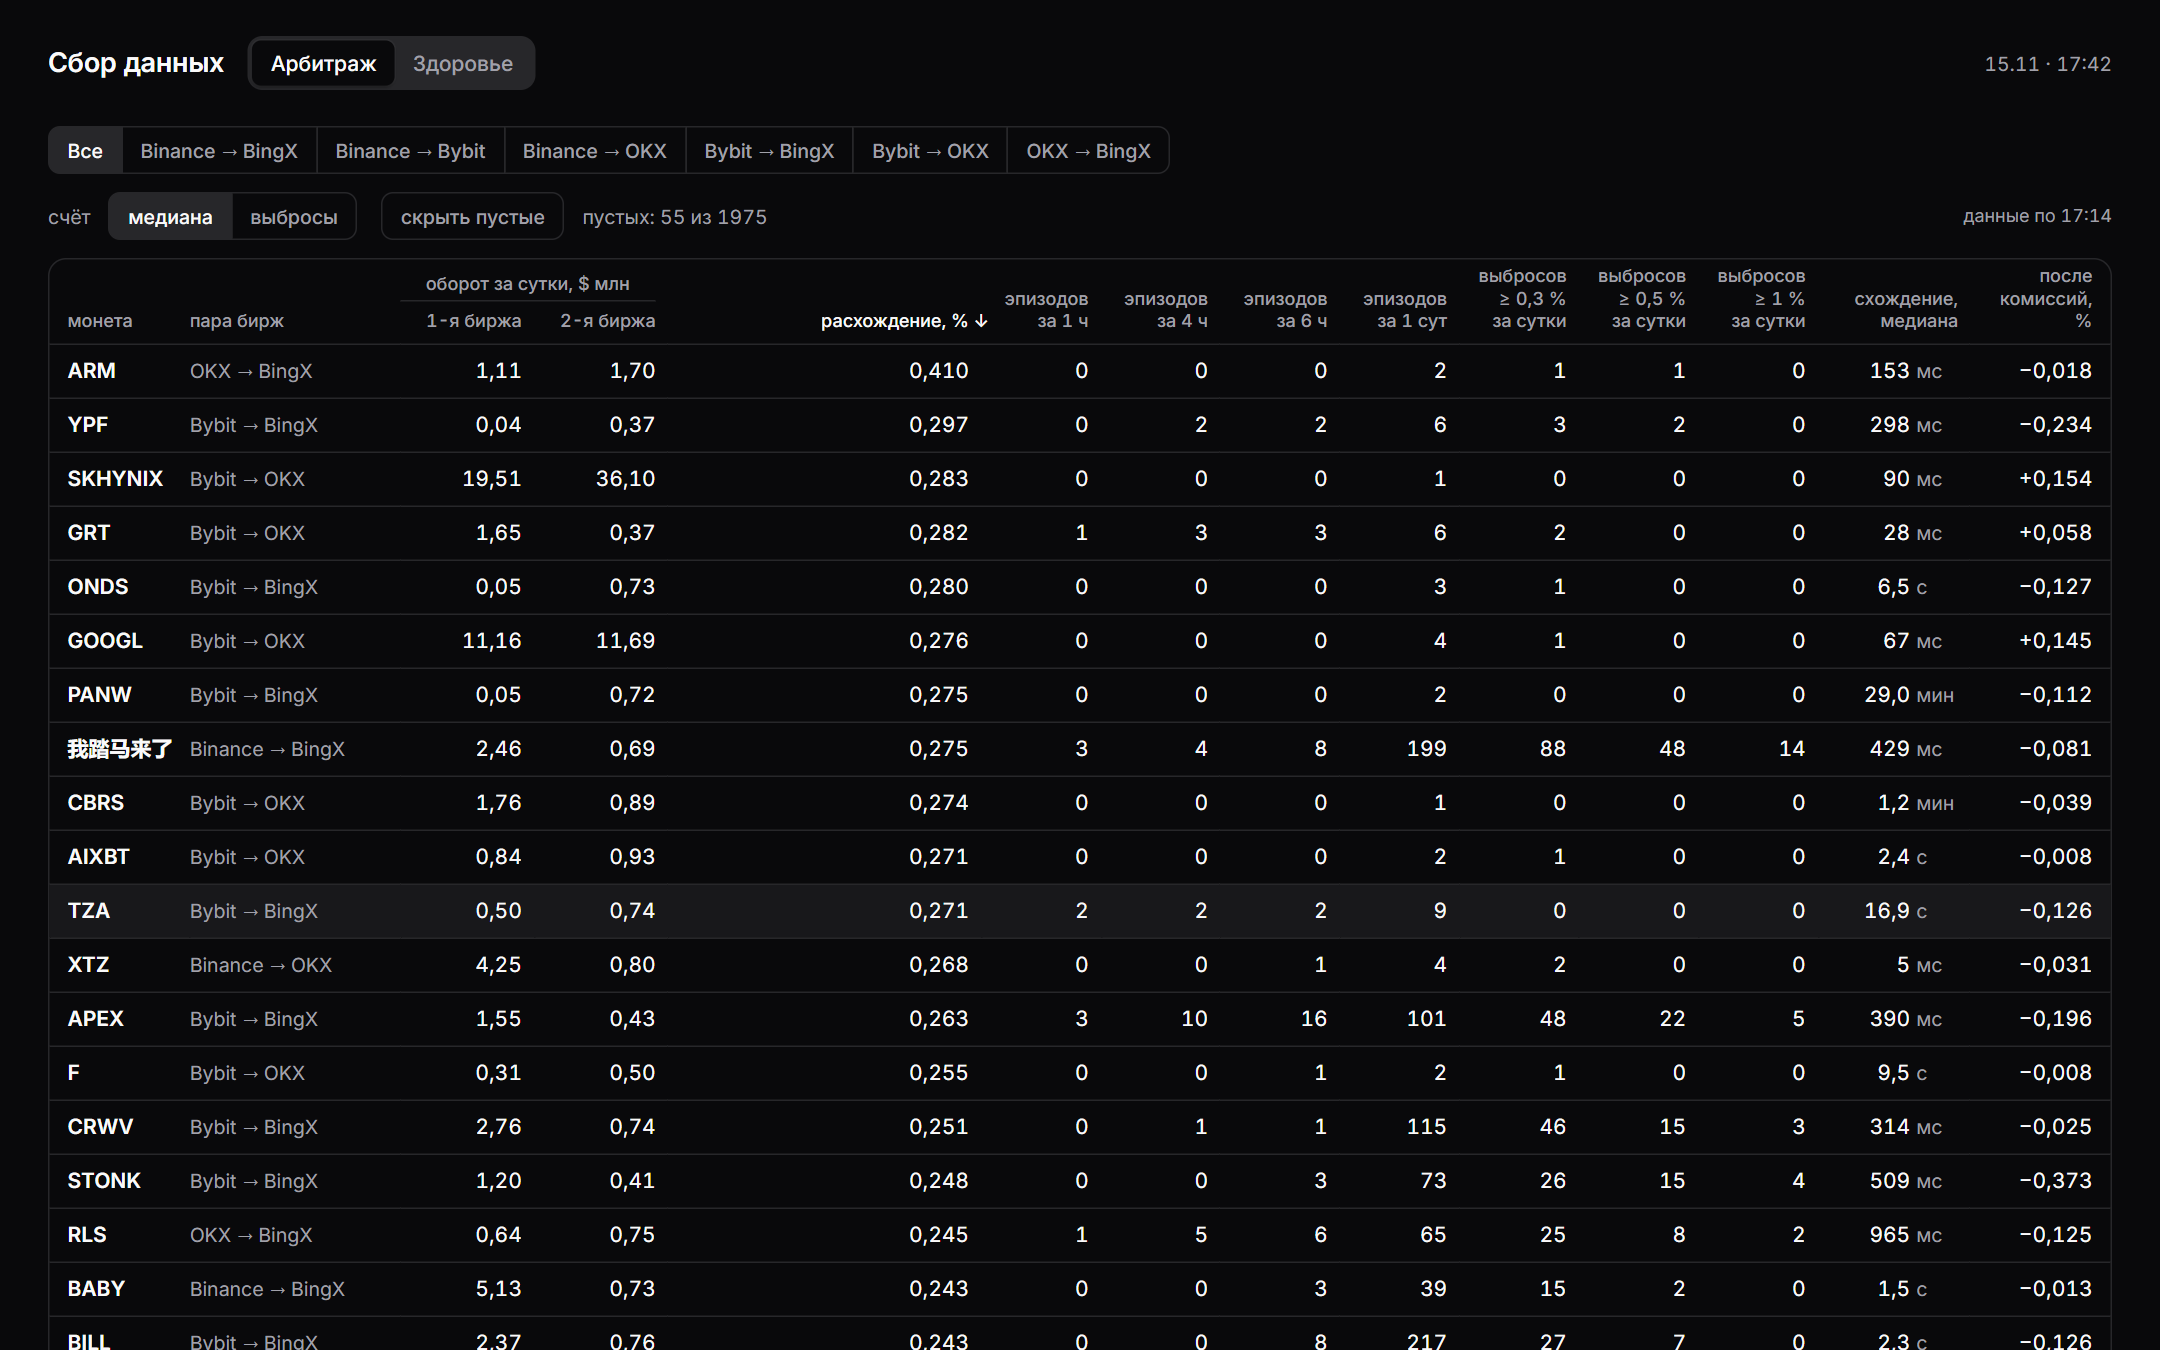 Сбор данных Арбитраж Здоровье 15.11 · 17:42
Все Binance → BingX Binance → Bybit Binance → OKX Bybit → BingX Bybit → OKX OKX → BingX
счёт медиана выбросы скрыть пустые пустых: 55 из 1975 данные по 17:14
монета пара бирж оборот за сутки, $ млн 1-я биржа 2-я биржа расхождение, % ↓ эпизодов за 1 ч эпизодов за 4 ч эпизодов за 6 ч эпизодов за 1 сут выбросов ≥ 0,3 % за сутки выбросов ≥ 0,5 % за сутки выбросов ≥ 1 % за сутки схождение, медиана после комиссий, %
ARM OKX → BingX 1,11 1,70 0,410 0 0 0 2 1 1 0 153 мс −0,018
YPF Bybit → BingX 0,04 0,37 0,297 0 2 2 6 3 2 0 298 мс −0,234
SKHYNIX Bybit → OKX 19,51 36,10 0,283 0 0 0 1 0 0 0 90 мс +0,154
GRT Bybit → OKX 1,65 0,37 0,282 1 3 3 6 2 0 0 28 мс +0,058
ONDS Bybit → BingX 0,05 0,73 0,280 0 0 0 3 1 0 0 6,5 с −0,127
GOOGL Bybit → OKX 11,16 11,69 0,276 0 0 0 4 1 0 0 67 мс +0,145
PANW Bybit → BingX 0,05 0,72 0,275 0 0 0 2 0 0 0 29,0 мин −0,112
我踏马来了 Binance → BingX 2,46 0,69 0,275 3 4 8 199 88 48 14 429 мс −0,081
CBRS Bybit → OKX 1,76 0,89 0,274 0 0 0 1 0 0 0 1,2 мин −0,039
AIXBT Bybit → OKX 0,84 0,93 0,271 0 0 0 2 1 0 0 2,4 с −0,008
TZA Bybit → BingX 0,50 0,74 0,271 2 2 2 9 0 0 0 16,9 с −0,126
XTZ Binance → OKX 4,25 0,80 0,268 0 0 1 4 2 0 0 5 мс −0,031
APEX Bybit → BingX 1,55 0,43 0,263 3 10 16 101 48 22 5 390 мс −0,196
F Bybit → OKX 0,31 0,50 0,255 0 0 1 2 1 0 0 9,5 с −0,008
CRWV Bybit → BingX 2,76 0,74 0,251 0 1 1 115 46 15 3 314 мс −0,025
STONK Bybit → BingX 1,20 0,41 0,248 0 0 3 73 26 15 4 509 мс −0,373
RLS OKX → BingX 0,64 0,75 0,245 1 5 6 65 25 8 2 965 мс −0,125
BABY Binance → BingX 5,13 0,73 0,243 0 0 3 39 15 2 0 1,5 с −0,013
BILL Bybit → BingX 2,37 0,76 0,243 0 0 8 217 27 7 0 2,3 с −0,126